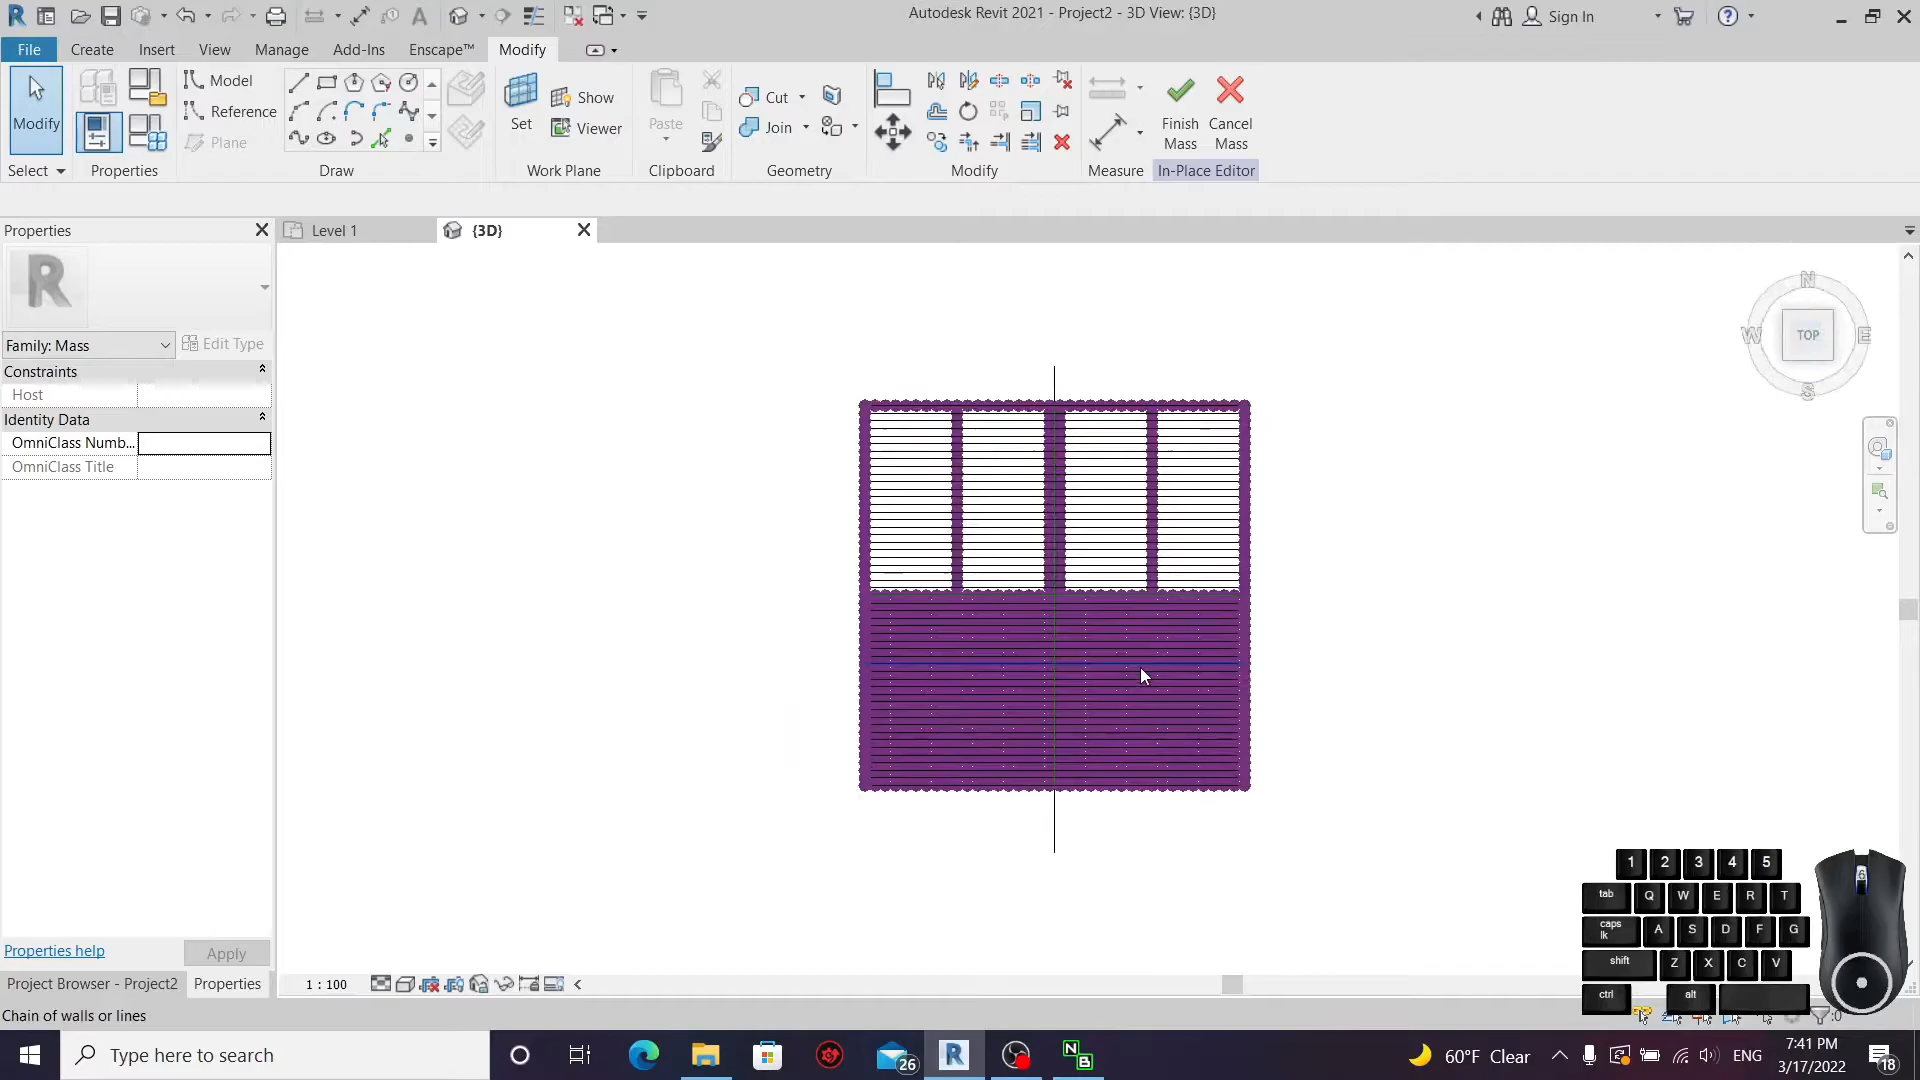 Autodesk Revit 2021 - Project2 - 3D View: {3D}
Sign In
File
Create
Insert
View
Manage
Add-Ins
Enscape™
Modify
Modify
Model
Reference
Plane
Set
Show
Viewer
Paste
Cut
Join
Finish
Mass
Cancel
Mass
Select
Properties
Draw
Work Plane
Clipboard
Geometry
Modify
Measure
In-Place Editor
Properties
Level 1
{3D}
R
Family: Mass
Edit Type
Constraints
Host
Identity Data
OmniClass Numb...
OmniClass Title
N
W
TOP
E
S
Properties help
Apply
Project Browser - Project2
Properties
1 : 100
Chain of walls or lines
:0
1 2 3 4 5
tab Q W E R T
caps lk A S D F G
shift Z X C V
ctrl alt
6
Type here to search
26
R
N
B
60°F Clear
ENG
7:41 PM
3/17/2022
18